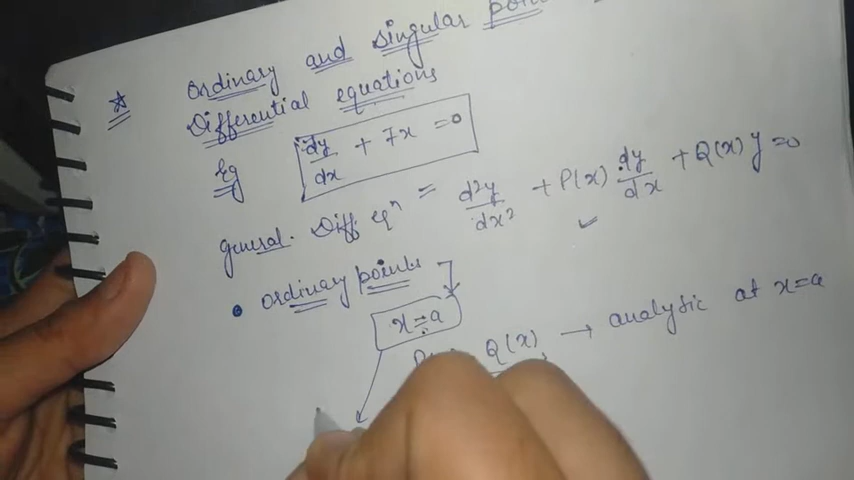 ☆ Ordinary and singular point
Differential equations
Eg dy/dx + 7x = 0
general. Diff eqⁿ = d²y/dx² + P(x) dy/dx + Q(x) y = 0 ✓
• ordinary points
x = a
Q(x) → analytic at x = a